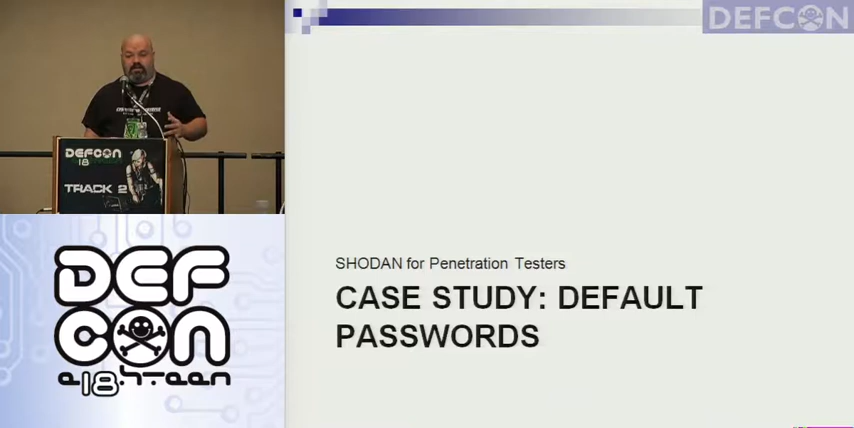 DEFCON
DEFCON
18
TRACK 2
DEF
CON
e18hteen
SHODAN for Penetration Testers
CASE STUDY: DEFAULT
PASSWORDS